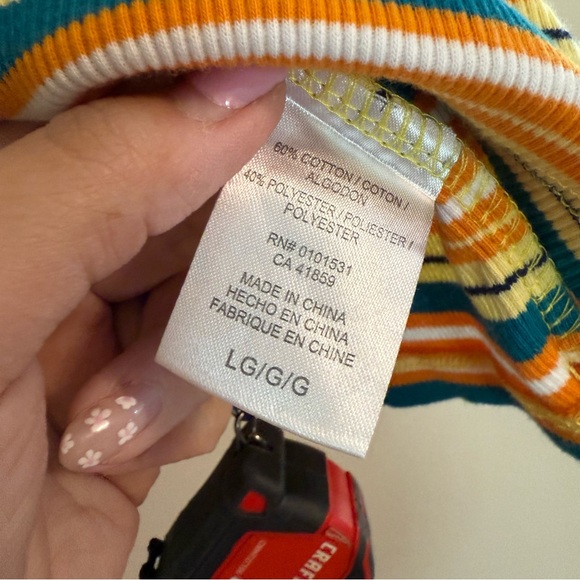 60% COTTON / COTON /
ALGODON
40% POLYESTER / POLIESTER /
POLYESTER
RN# 0101531
CA 41859
MADE IN CHINA
HECHO EN CHINA
FABRIQUE EN CHINE
LG/G/G
CRAF